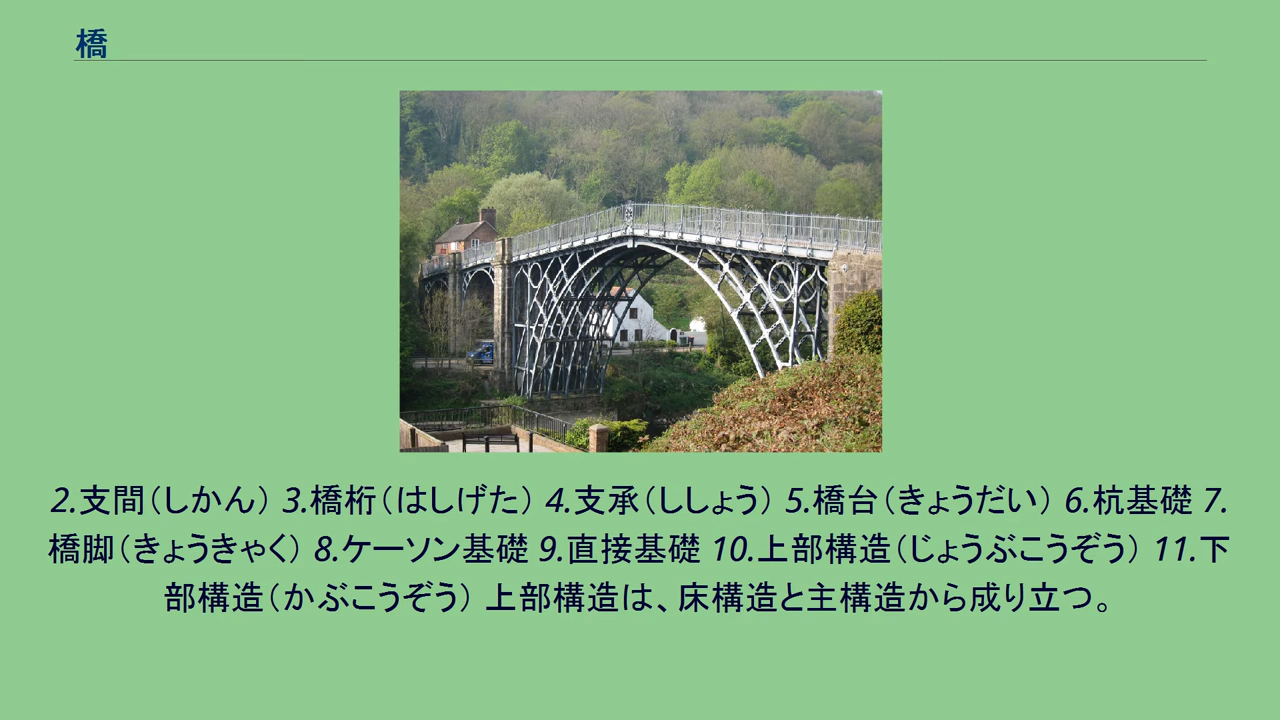 橋
2.支間（しかん） 3.橋桁（はしげた） 4.支承（ししょう） 5.橋台（きょうだい） 6.杭基礎 7.
橋脚（きょうきゃく） 8.ケーソン基礎 9.直接基礎 10.上部構造（じょうぶこうぞう） 11.下
部構造（かぶこうぞう） 上部構造は、床構造と主構造から成り立つ。